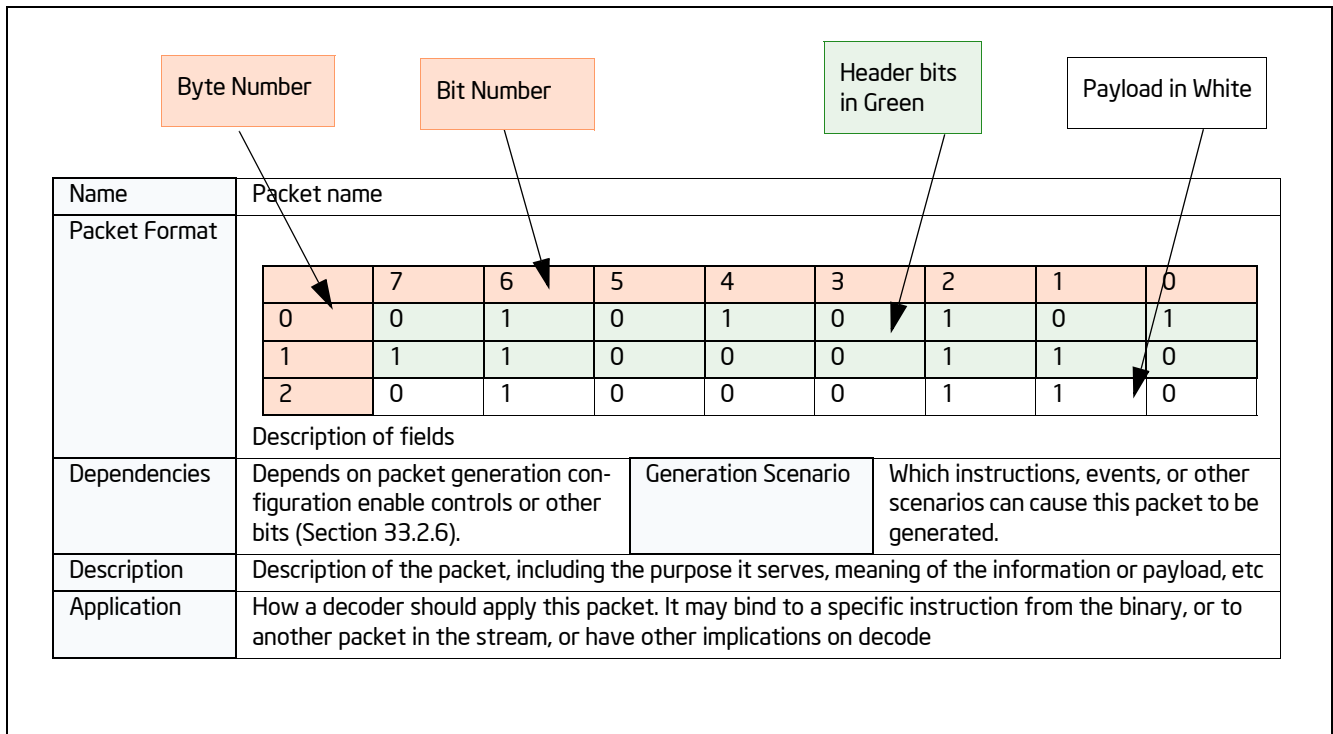 Byte Number
Bit Number
Header bits
in Green
Payload in White
Name Packet name
Packet Format
7 6 5 4 3 2 1 0
0 0 1 0 1 0 1 0 1
1 1 1 0 0 0 1 1 0
2 0 1 0 0 0 1 1 0
Description of fields
Dependencies
Depends on packet generation con-
figuration enable controls or other
bits (Section 33.2.6).
Generation Scenario
Which instructions, events, or other
scenarios can cause this packet to be
generated.
Description Description of the packet, including the purpose it serves, meaning of the information or payload, etc
Application How a decoder should apply this packet. It may bind to a specific instruction from the binary, or to
another packet in the stream, or have other implications on decode